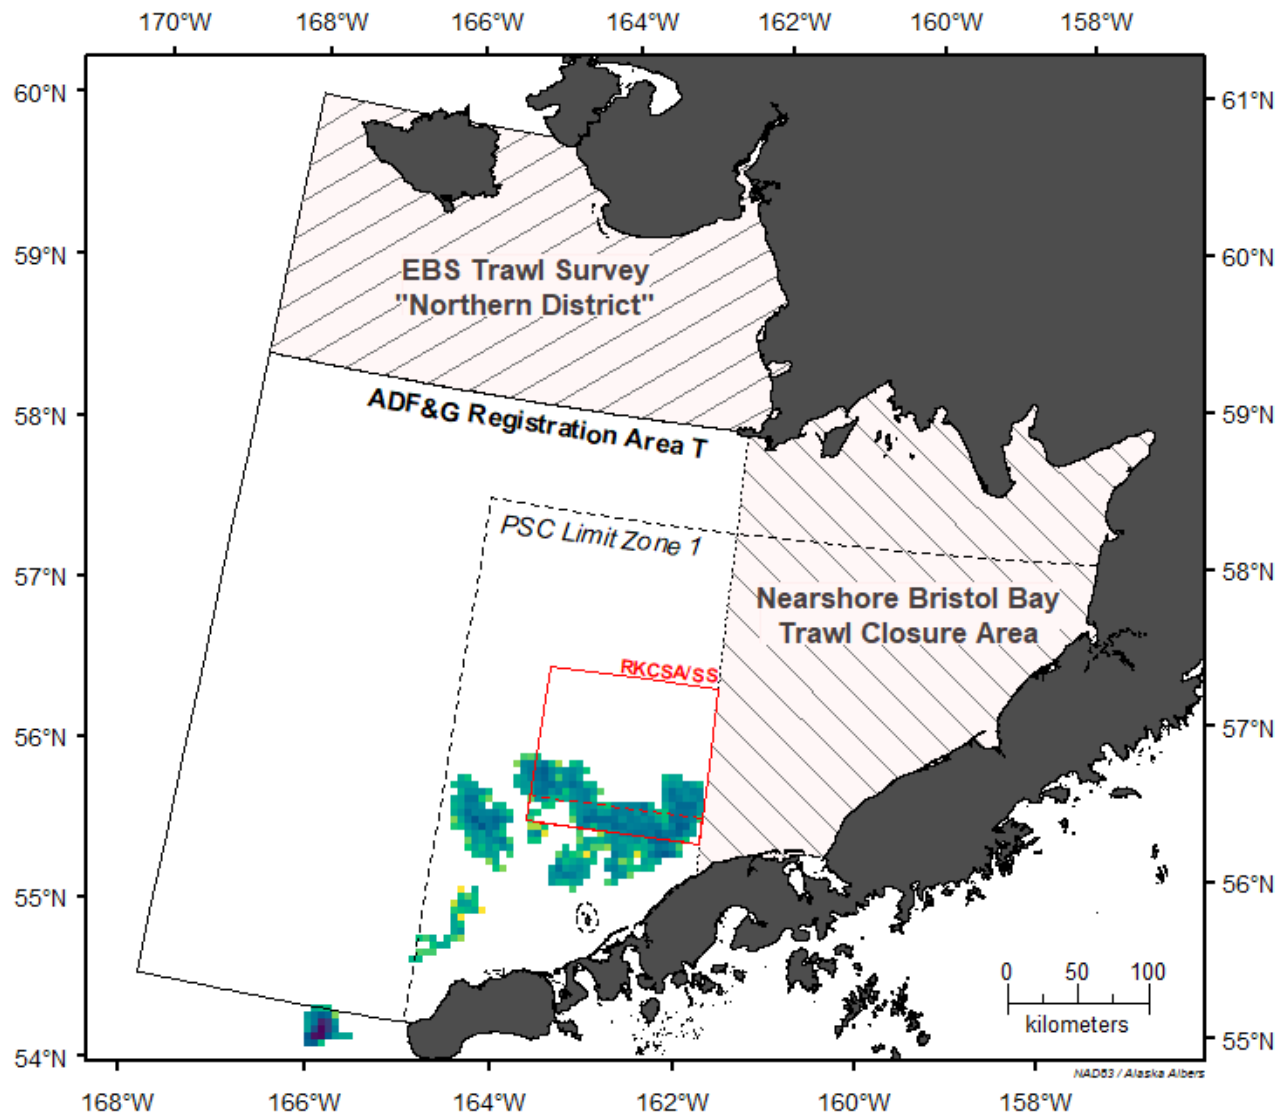 170°W 168°W 166°W 164°W 162°W 160°W 158°W
60°N
61°N
EBS Trawl Survey
"Northern District"
59°N
60°N
ADF&G Registration Area T
58°N
59°N
PSC Limit Zone 1
57°N
58°N
Nearshore Bristol Bay
Trawl Closure Area
RKCSA/SS
56°N
57°N
55°N
56°N
0 50 100
kilometers
54°N
55°N
NAD83 / Alaska Albers
168°W 166°W 164°W 162°W 160°W 158°W